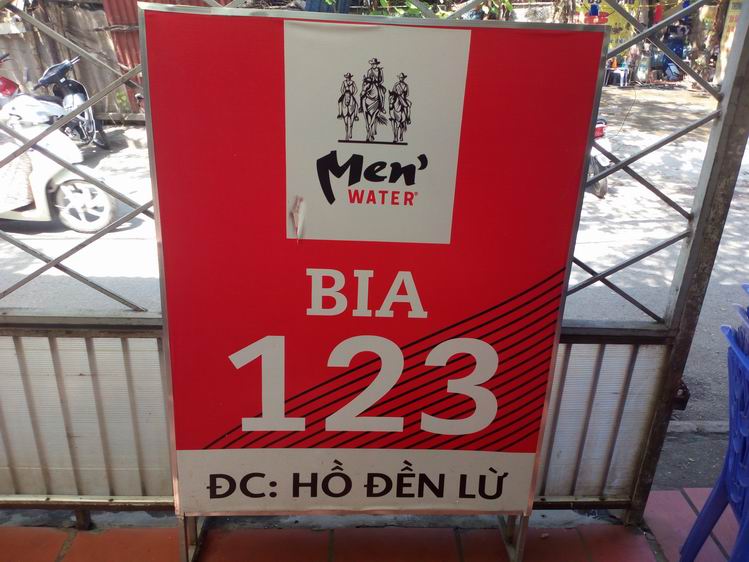 Men'
WATER
BIA
123
ĐC: HỒ ĐỀN LỪ